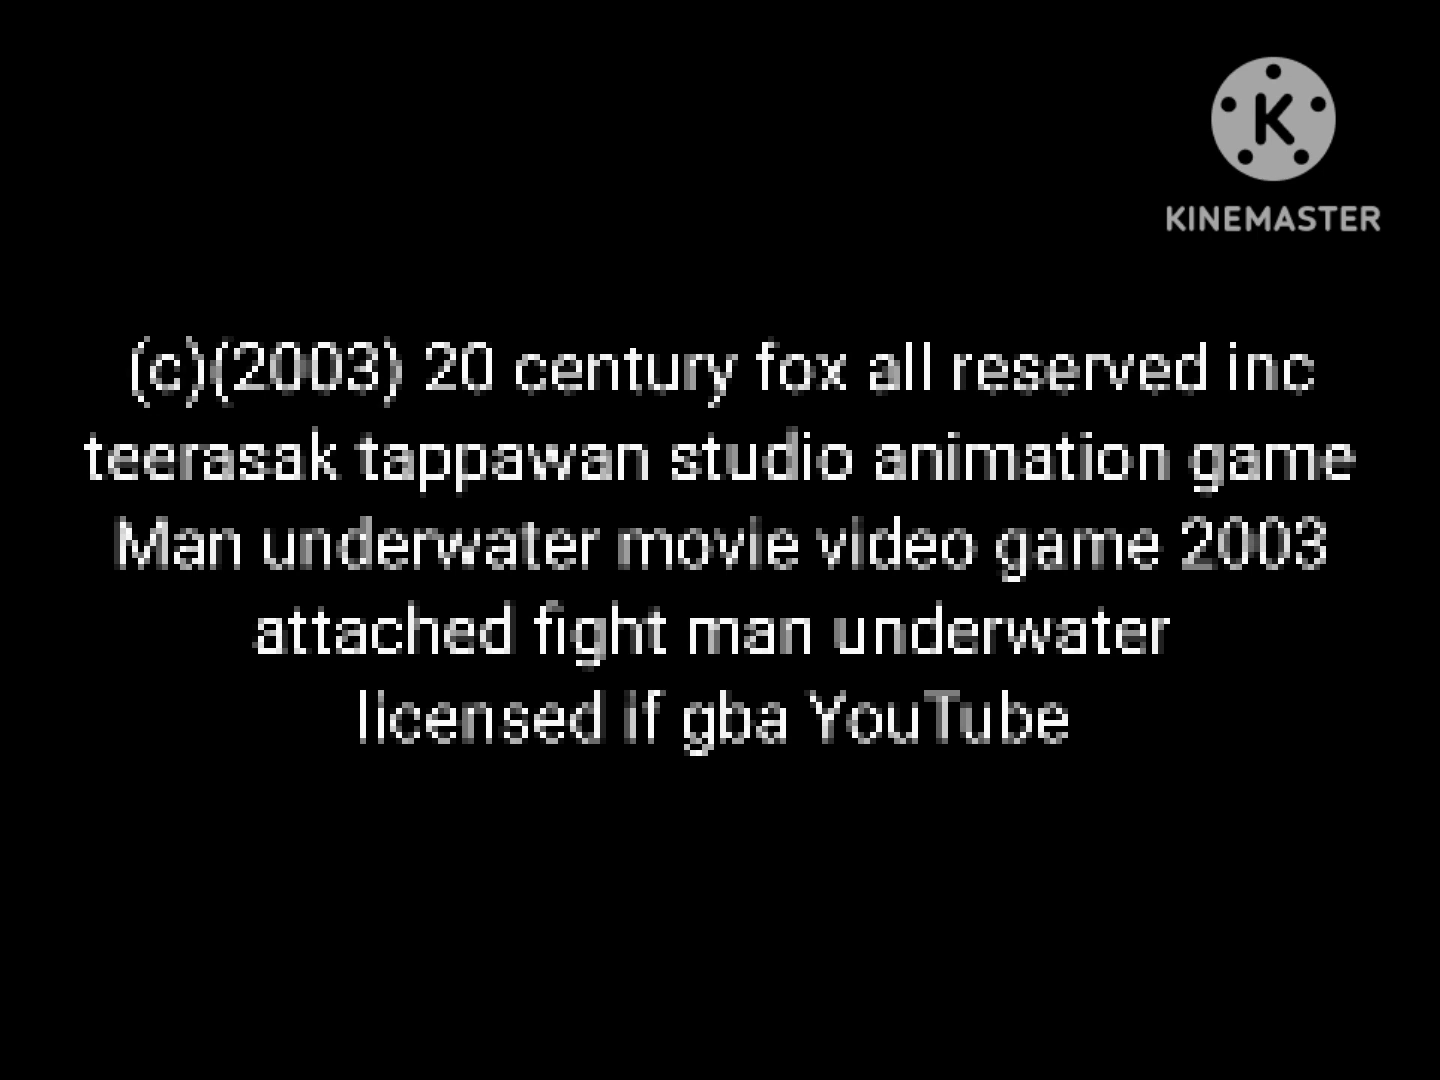 K
KINEMASTER
(c)(2003) 20 century fox all reserved inc
teerasak tappawan studio animation game
Man underwater movie video game 2003
attached fight man underwater
licensed if gba YouTube